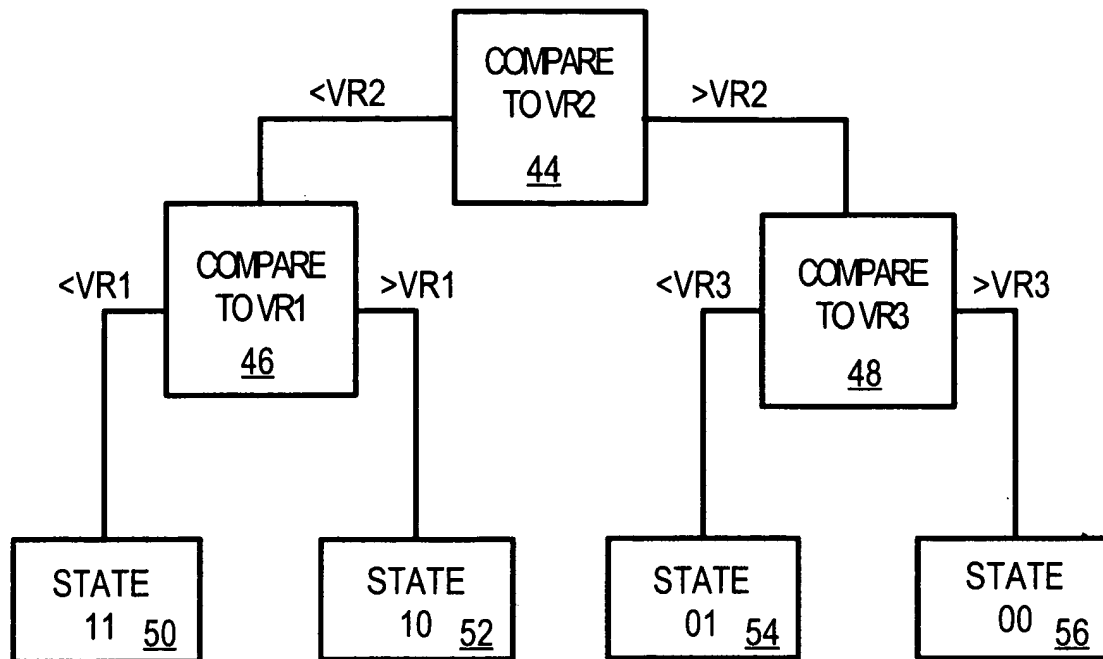 COMPARE
TO VR2
44
<VR2
>VR2
COMPARE
TO VR1
46
<VR1
>VR1
COMPARE
TO VR3
48
<VR3
>VR3
STATE
11 50
STATE
10 52
STATE
01 54
STATE
00 56